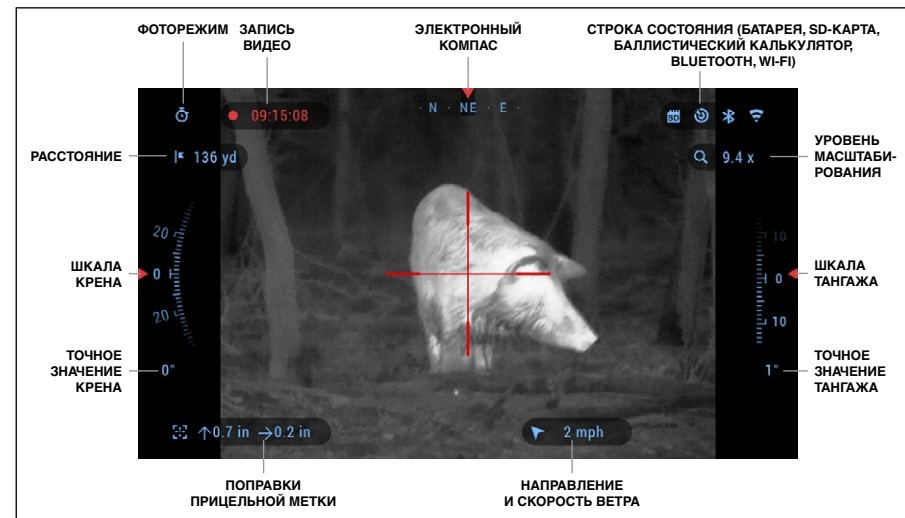 ФОТОРЕЖИМ
ЗАПИСЬ
ВИДЕО
ЭЛЕКТРОННЫЙ
КОМПАС
СТРОКА СОСТОЯНИЯ (БАТАРЕЯ, SD-КАРТА,
БАЛЛИСТИЧЕСКИЙ КАЛЬКУЛЯТОР,
BLUETOOTH, WI-FI)
09:15:08
· N · NE · E ·
SD
РАССТОЯНИЕ
136 yd
9.4 x
УРОВЕНЬ
МАСШТАБИ-
РОВАНИЯ
20
0
20
10
0
10
ШКАЛА
КРЕНА
ШКАЛА
ТАНГАЖА
ТОЧНОЕ
ЗНАЧЕНИЕ
КРЕНА
0°
1°
ТОЧНОЕ
ЗНАЧЕНИЕ
ТАНГАЖА
↑0.7 in →0.2 in
2 mph
ПОПРАВКИ
ПРИЦЕЛЬНОЙ МЕТКИ
НАПРАВЛЕНИЕ
И СКОРОСТЬ ВЕТРА